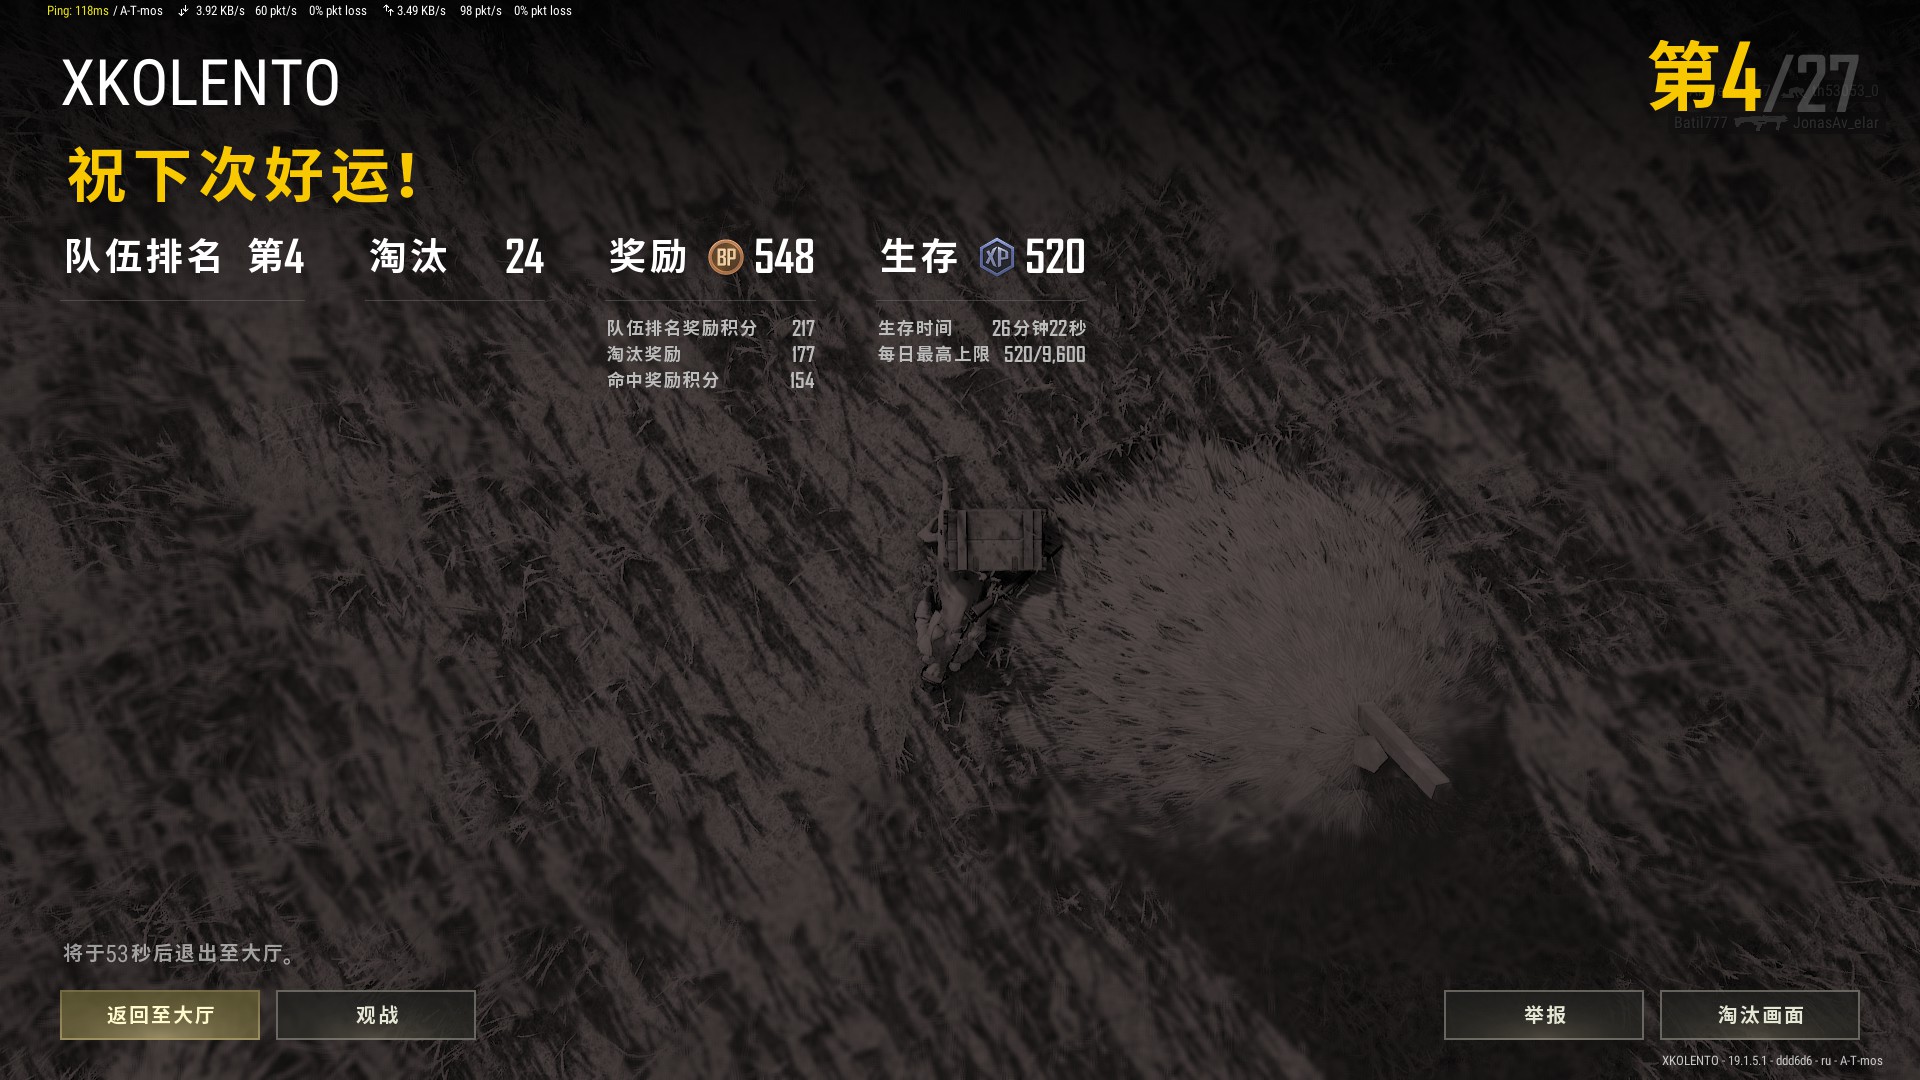 Ping: 118ms / A-T-mos 3.92 KB/s 60 pkt/s 0% pkt loss 3.49 KB/s 98 pkt/s 0% pkt loss
XKOLENTO
第4/27
Batil777 JonasAv_elar
祝下次好运!
队伍排名 第4 淘汰 24 奖励 BP 548 生存 XP 520
队伍排名奖励积分 217 生存时间 26分钟22秒
淘汰奖励 177 每日最高上限 520/9,600
命中奖励积分 154
将于53秒后退出至大厅。
返回至大厅 观战 举报 淘汰画面
XKOLENTO - 19.1.5.1 - ddd6d6 - ru - A-T-mos